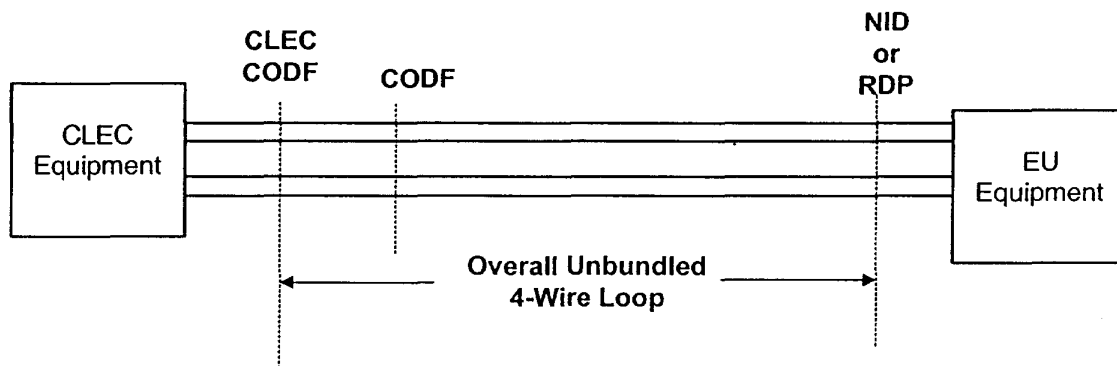 CLEC
CODF
CODF
NID
or
RDP
CLEC
Equipment
EU
Equipment
Overall Unbundled
4-Wire Loop